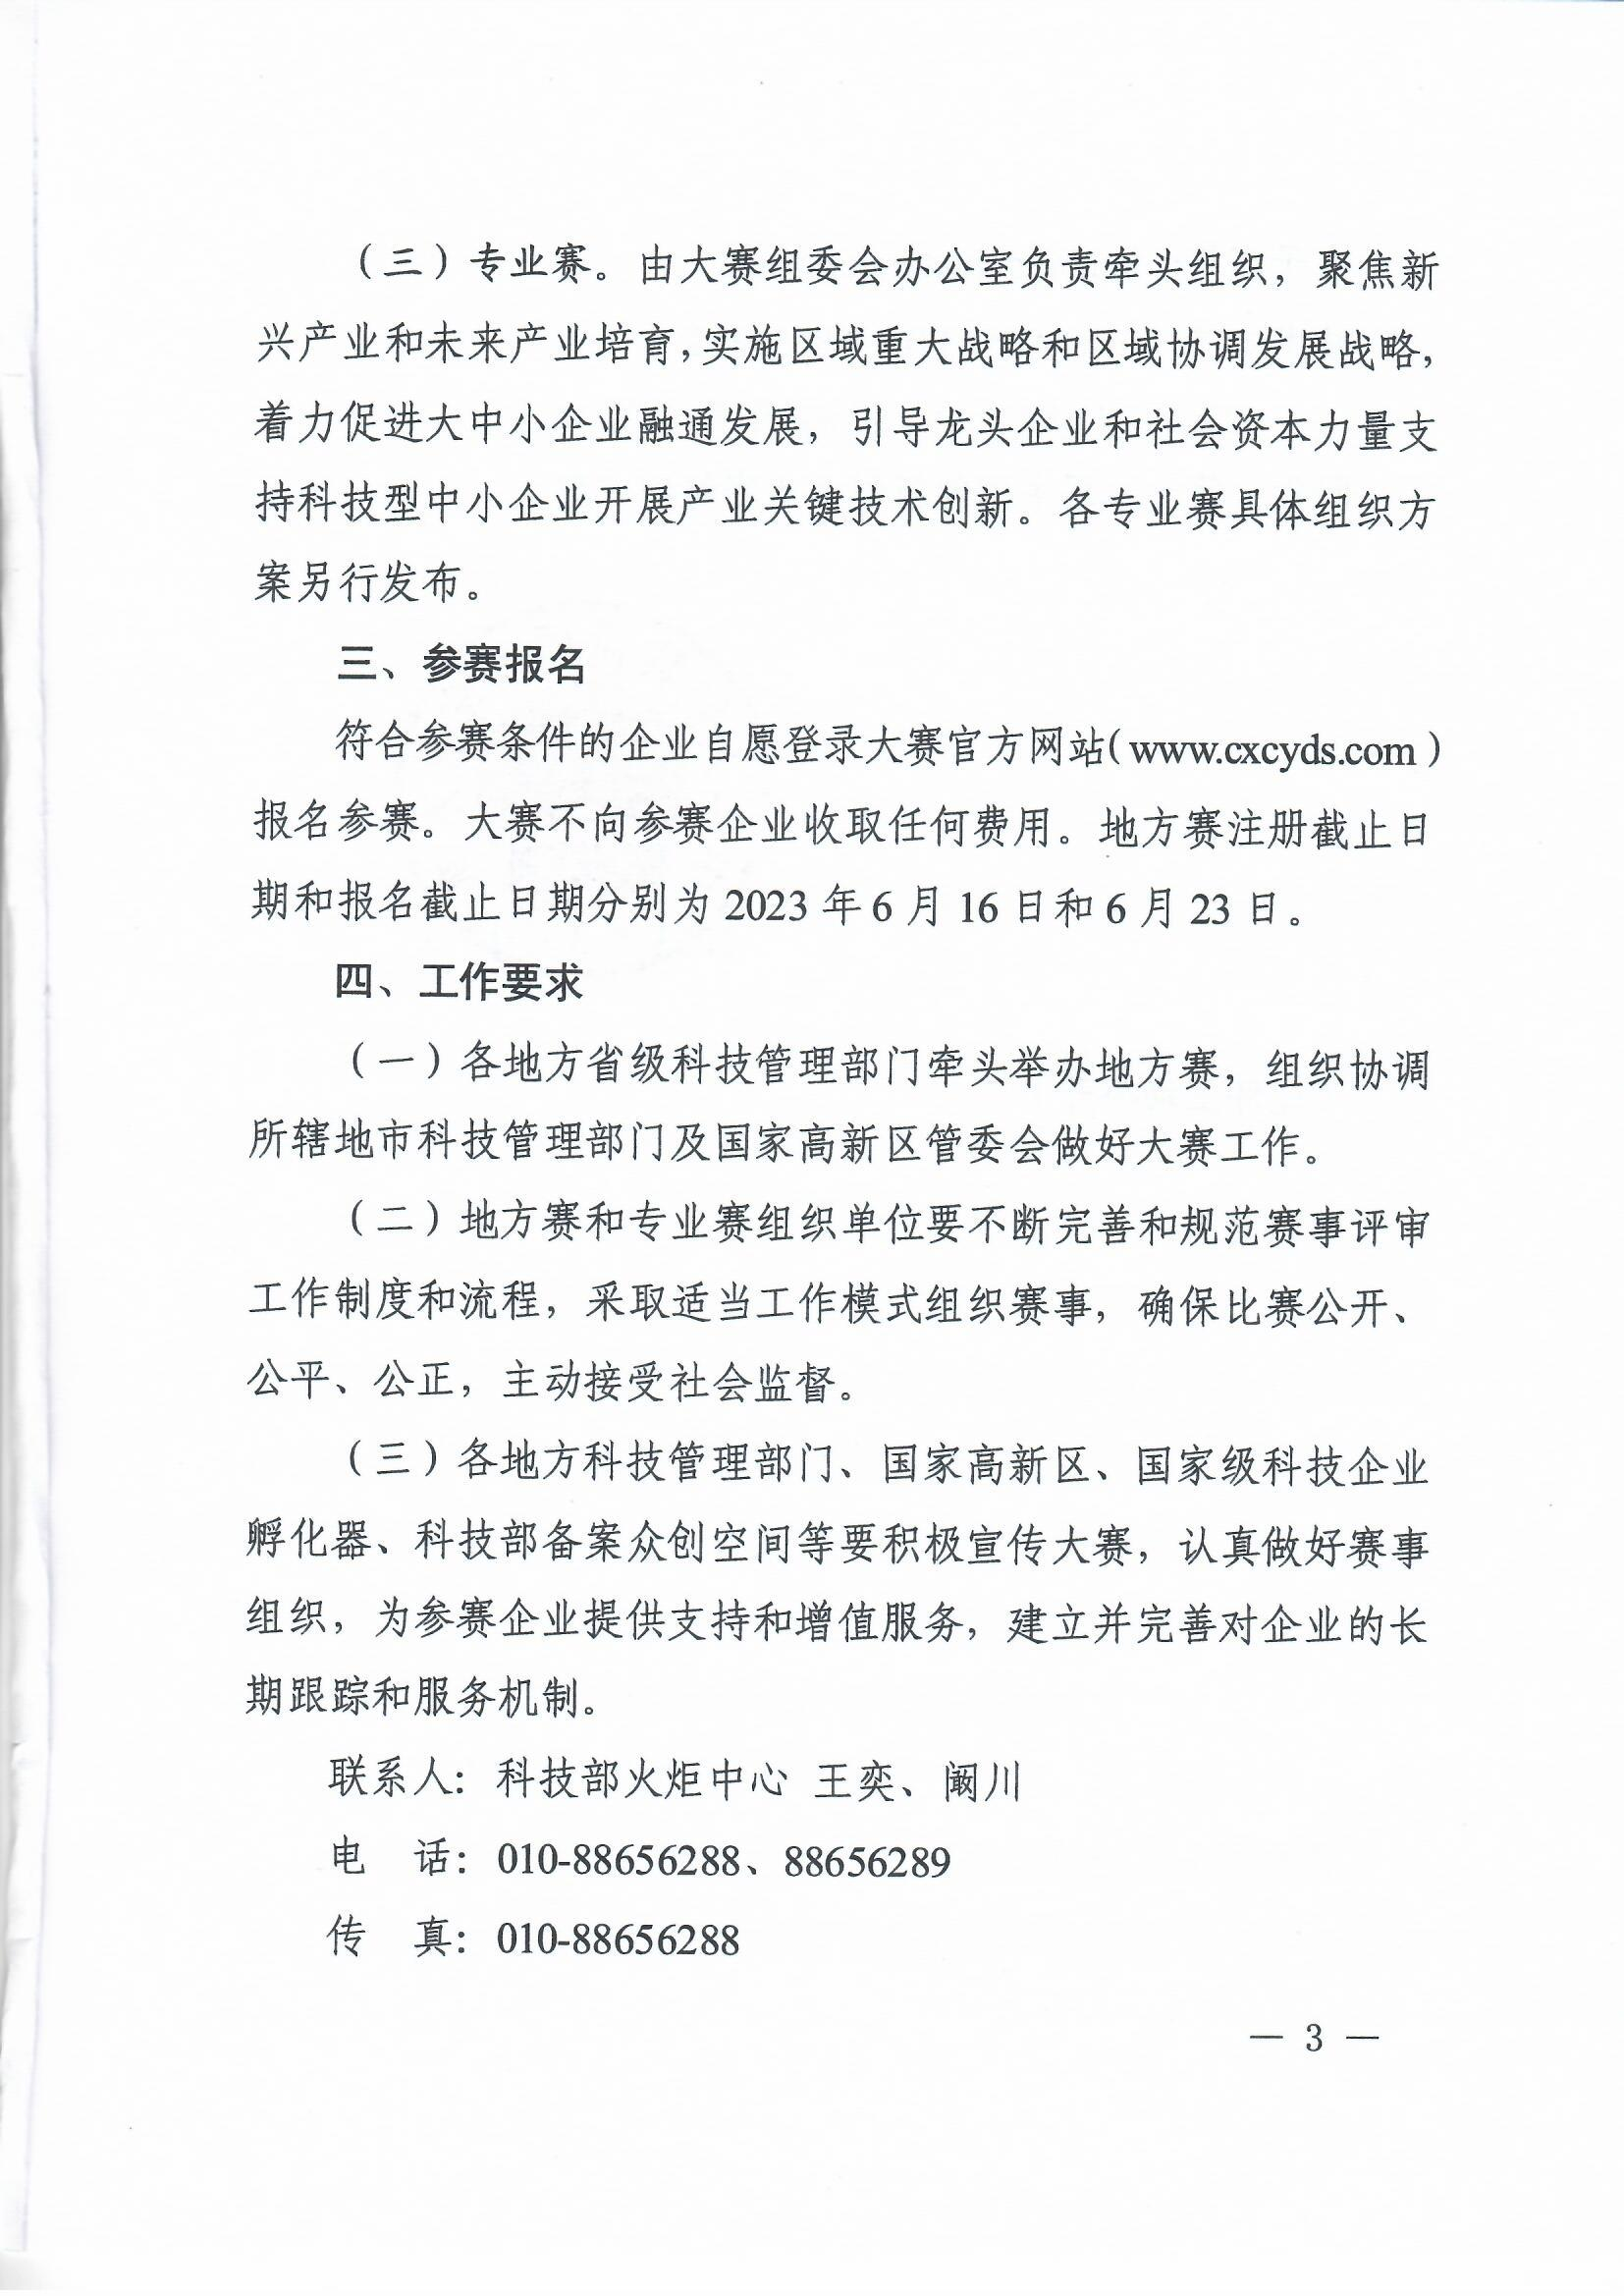 （三）专业赛。由大赛组委会办公室负责牵头组织，聚焦新
兴产业和未来产业培育，实施区域重大战略和区域协调发展战略，
着力促进大中小企业融通发展，引导龙头企业和社会资本力量支
持科技型中小企业开展产业关键技术创新。各专业赛具体组织方
案另行发布。
三、参赛报名
符合参赛条件的企业自愿登录大赛官方网站（www.cxcyds.com）
报名参赛。大赛不向参赛企业收取任何费用。地方赛注册截止日
期和报名截止日期分别为 2023 年 6 月 16 日和 6 月 23 日。
四、工作要求
（一）各地方省级科技管理部门牵头举办地方赛，组织协调
所辖地市科技管理部门及国家高新区管委会做好大赛工作。
（二）地方赛和专业赛组织单位要不断完善和规范赛事评审
工作制度和流程，采取适当工作模式组织赛事，确保比赛公开、
公平、公正，主动接受社会监督。
（三）各地方科技管理部门、国家高新区、国家级科技企业
孵化器、科技部备案众创空间等要积极宣传大赛，认真做好赛事
组织，为参赛企业提供支持和增值服务，建立并完善对企业的长
期跟踪和服务机制。
联系人：科技部火炬中心 王奕、阚川
电 话：010-88656288、88656289
传 真：010-88656288
— 3 —